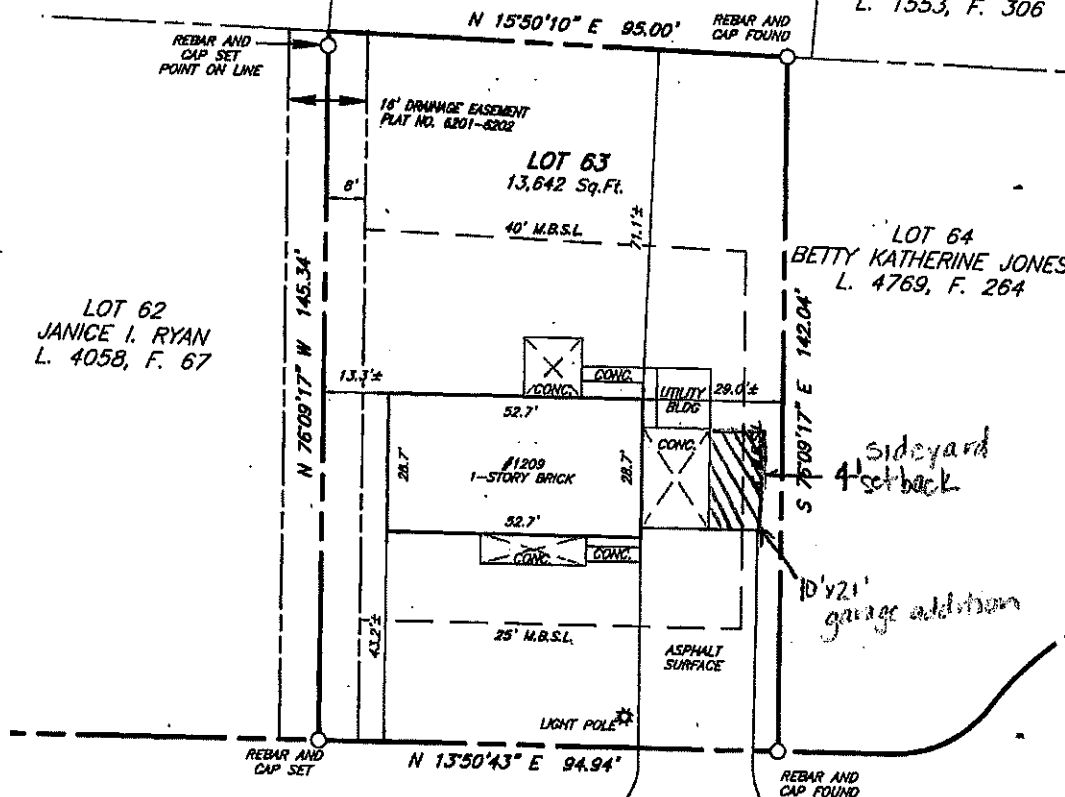 L. 1553, F. 306
N 15°50'10" E 95.00'
REBAR AND
CAP FOUND
REBAR AND
CAP SET
POINT ON LINE
16' DRAINAGE EASEMENT
PLAT NO. 6201-6202
LOT 63
13,642 Sq.Ft.
8'
40' M.B.S.L.
71.1'±
LOT 64
BETTY KATHERINE JONES
L. 4769, F. 264
LOT 62
JANICE I. RYAN
L. 4058, F. 67
N 76°09'17" W 145.34'
S 76°09'17" E 142.04'
13.3'±
CONC.
CONC.
UTILITY
BLDG
29.0'±
52.7'
28.7'
#1209
1-STORY BRICK
28.7'
CONC.
52.7'
CONC.
CONC.
sideyard
4' setback
10'x21'
garage addition
43.2'±
25' M.B.S.L.
ASPHALT
SURFACE
LIGHT POLE
REBAR AND
CAP SET
N 13°50'43" E 94.94'
REBAR AND
CAP FOUND